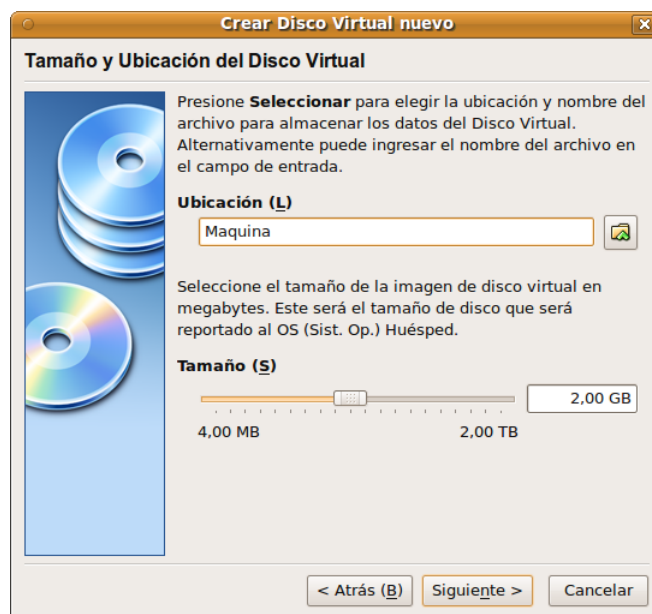 Crear Disco Virtual nuevo
Tamaño y Ubicación del Disco Virtual
Presione Seleccionar para elegir la ubicación y nombre del
archivo para almacenar los datos del Disco Virtual.
Alternativamente puede ingresar el nombre del archivo en
el campo de entrada.
Ubicación (L)
Maquina
Seleccione el tamaño de la imagen de disco virtual en
megabytes. Este será el tamaño de disco que será
reportado al OS (Sist. Op.) Huésped.
Tamaño (S)
2,00 GB
4,00 MB 2,00 TB
< Atrás (B) Siguiente > Cancelar